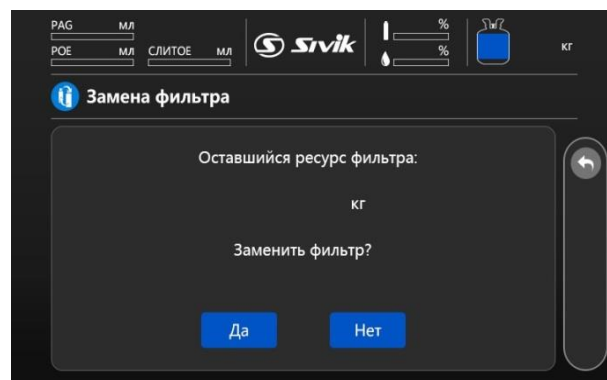 PAG мл
POE мл СЛИТОЕ мл
Sivik
%
%
кг
Замена фильтра
Оставшийся ресурс фильтра:
кг
Заменить фильтр?
Да Нет